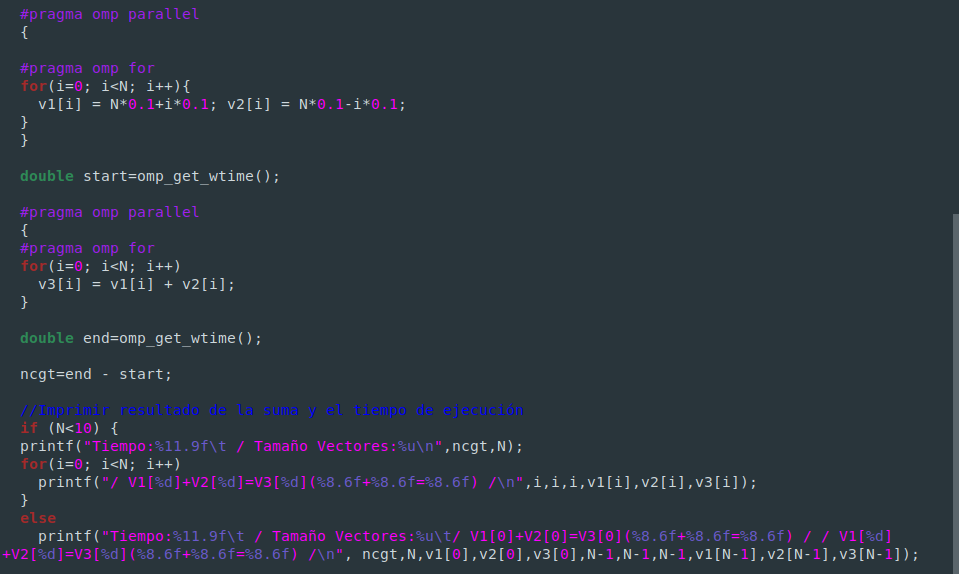 #pragma omp parallel
{
#pragma omp for
for(i=0; i<N; i++){
v1[i] = N*0.1+i*0.1; v2[i] = N*0.1-i*0.1;
}
}
double start=omp_get_wtime();
#pragma omp parallel
{
#pragma omp for
for(i=0; i<N; i++)
v3[i] = v1[i] + v2[i];
}
double end=omp_get_wtime();
ncgt=end - start;
//Imprimir resultado de la suma y el tiempo de ejecución
if (N<10) {
printf("Tiempo:%11.9f\t / Tamaño Vectores:%u\n",ncgt,N);
for(i=0; i<N; i++)
printf("/ V1[%d]+V2[%d]=V3[%d](%8.6f+%8.6f=%8.6f) /\n",i,i,i,v1[i],v2[i],v3[i]);
}
else
printf("Tiempo:%11.9f\t / Tamaño Vectores:%u\t/ V1[0]+V2[0]=V3[0](%8.6f+%8.6f=%8.6f) / / V1[%d]
+V2[%d]=V3[%d](%8.6f+%8.6f=%8.6f) /\n", ncgt,N,v1[0],v2[0],v3[0],N-1,N-1,N-1,v1[N-1],v2[N-1],v3[N-1]);